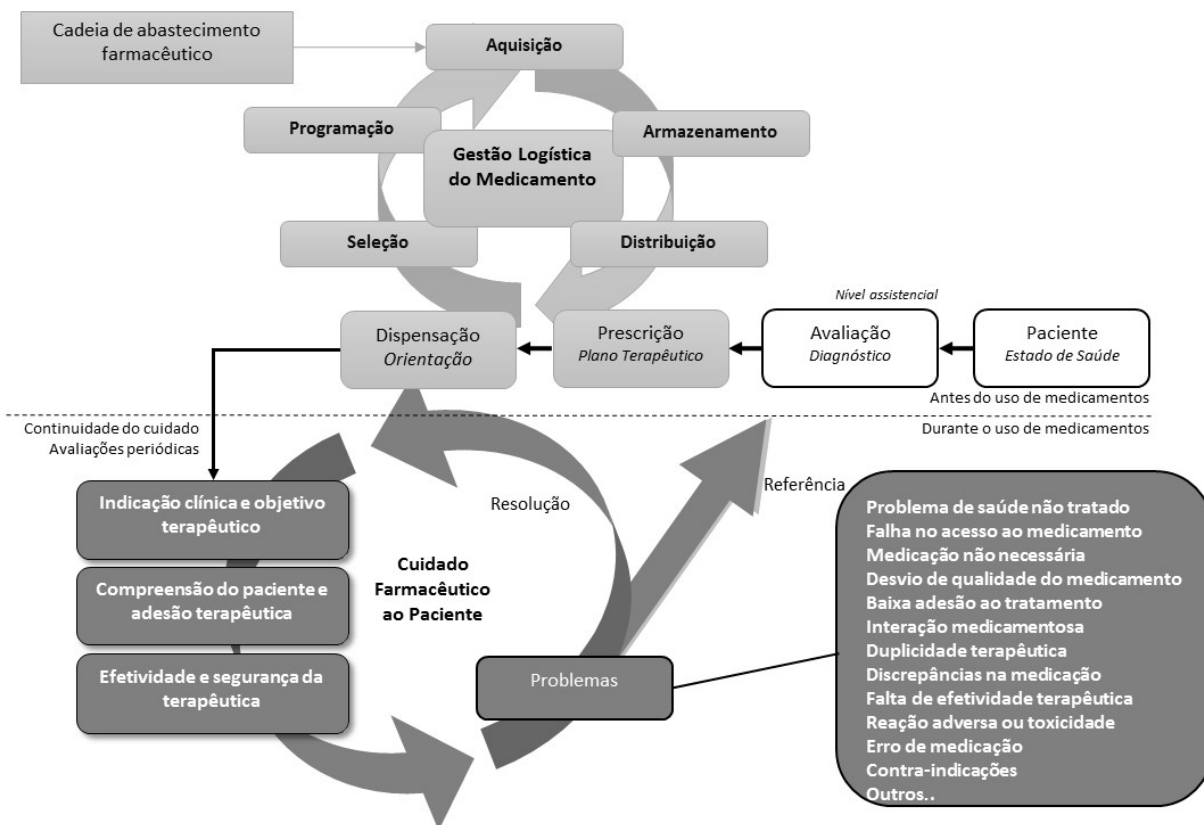 Cadeia de abastecimento
farmacêutico
Aquisição
Programação
Armazenamento
Gestão Logística
do Medicamento
Seleção
Distribuição
Nível assistencial
Dispensação
Orientação
Prescrição
Plano Terapêutico
Avaliação
Diagnóstico
Paciente
Estado de Saúde
Antes do uso de medicamentos
Continuidade do cuidado
Avaliações periódicas
Durante o uso de medicamentos
Indicação clínica e objetivo
terapêutico
Compreensão do paciente e
adesão terapêutica
Efetividade e segurança da
terapêutica
Resolução
Cuidado
Farmacêutico
ao Paciente
Referência
Problemas
Problema de saúde não tratado
Falha no acesso ao medicamento
Medicação não necessária
Desvio de qualidade do medicamento
Baixa adesão ao tratamento
Interação medicamentosa
Duplicidade terapêutica
Discrepâncias na medicação
Falta de efetividade terapêutica
Reação adversa ou toxicidade
Erro de medicação
Contra-indicações
Outros..